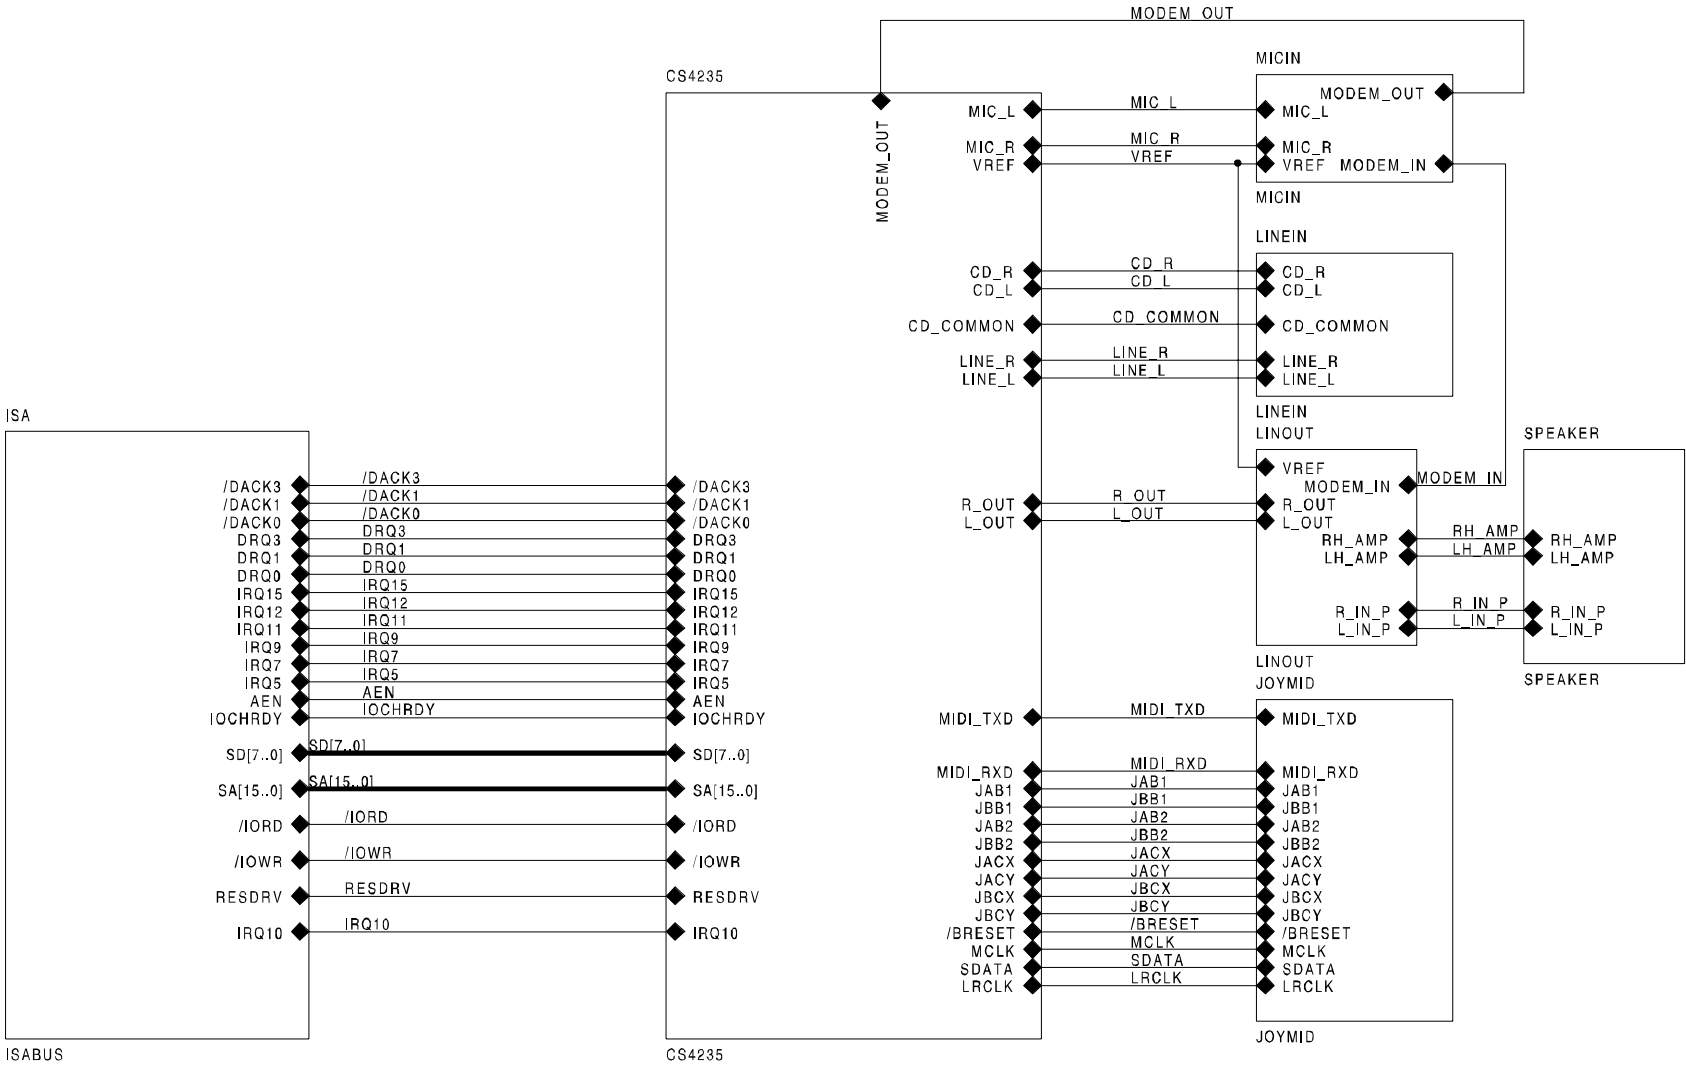 MODEM_OUT
MICIN
CS4235
MODEM_OUT
MODEM_OUT
MIC_L
MIC_L
MIC_L
MIC_R
MIC_R
MIC_R
VREF
VREF
VREF
MODEM_IN
MICIN
LINEIN
CD_R
CD_R
CD_R
CD_L
CD_L
CD_L
CD_COMMON
CD_COMMON
CD_COMMON
LINE_R
LINE_R
LINE_R
LINE_L
LINE_L
LINE_L
LINEIN
LINOUT
SPEAKER
VREF
MODEM_IN
MODEM_IN
R_OUT
R_OUT
R_OUT
L_OUT
L_OUT
L_OUT
RH_AMP
RH_AMP
RH_AMP
LH_AMP
LH_AMP
LH_AMP
R_IN_P
R_IN_P
R_IN_P
L_IN_P
L_IN_P
L_IN_P
LINOUT
SPEAKER
ISA
/DACK3
/DACK3
/DACK3
/DACK1
/DACK1
/DACK1
/DACK0
/DACK0
/DACK0
DRQ3
DRQ3
DRQ3
DRQ1
DRQ1
DRQ1
DRQ0
DRQ0
DRQ0
IRQ15
IRQ15
IRQ15
IRQ12
IRQ12
IRQ12
IRQ11
IRQ11
IRQ11
IRQ9
IRQ9
IRQ9
IRQ7
IRQ7
IRQ7
IRQ5
IRQ5
IRQ5
AEN
AEN
AEN
IOCHRDY
IOCHRDY
IOCHRDY
SD[7..0]
SD[7..0]
SD[7..0]
SA[15..0]
SA[15..0]
SA[15..0]
/IORD
/IORD
/IORD
/IOWR
/IOWR
/IOWR
RESDRV
RESDRV
RESDRV
IRQ10
IRQ10
IRQ10
ISABUS
JOYMID
MIDI_TXD
MIDI_TXD
MIDI_TXD
MIDI_RXD
MIDI_RXD
MIDI_RXD
JAB1
JAB1
JAB1
JBB1
JBB1
JBB1
JAB2
JAB2
JAB2
JBB2
JBB2
JBB2
JACX
JACX
JACX
JACY
JACY
JACY
JBCX
JBCX
JBCX
JBCY
JBCY
JBCY
/BRESET
/BRESET
/BRESET
MCLK
MCLK
MCLK
SDATA
SDATA
SDATA
LRCLK
LRCLK
LRCLK
JOYMID
CS4235